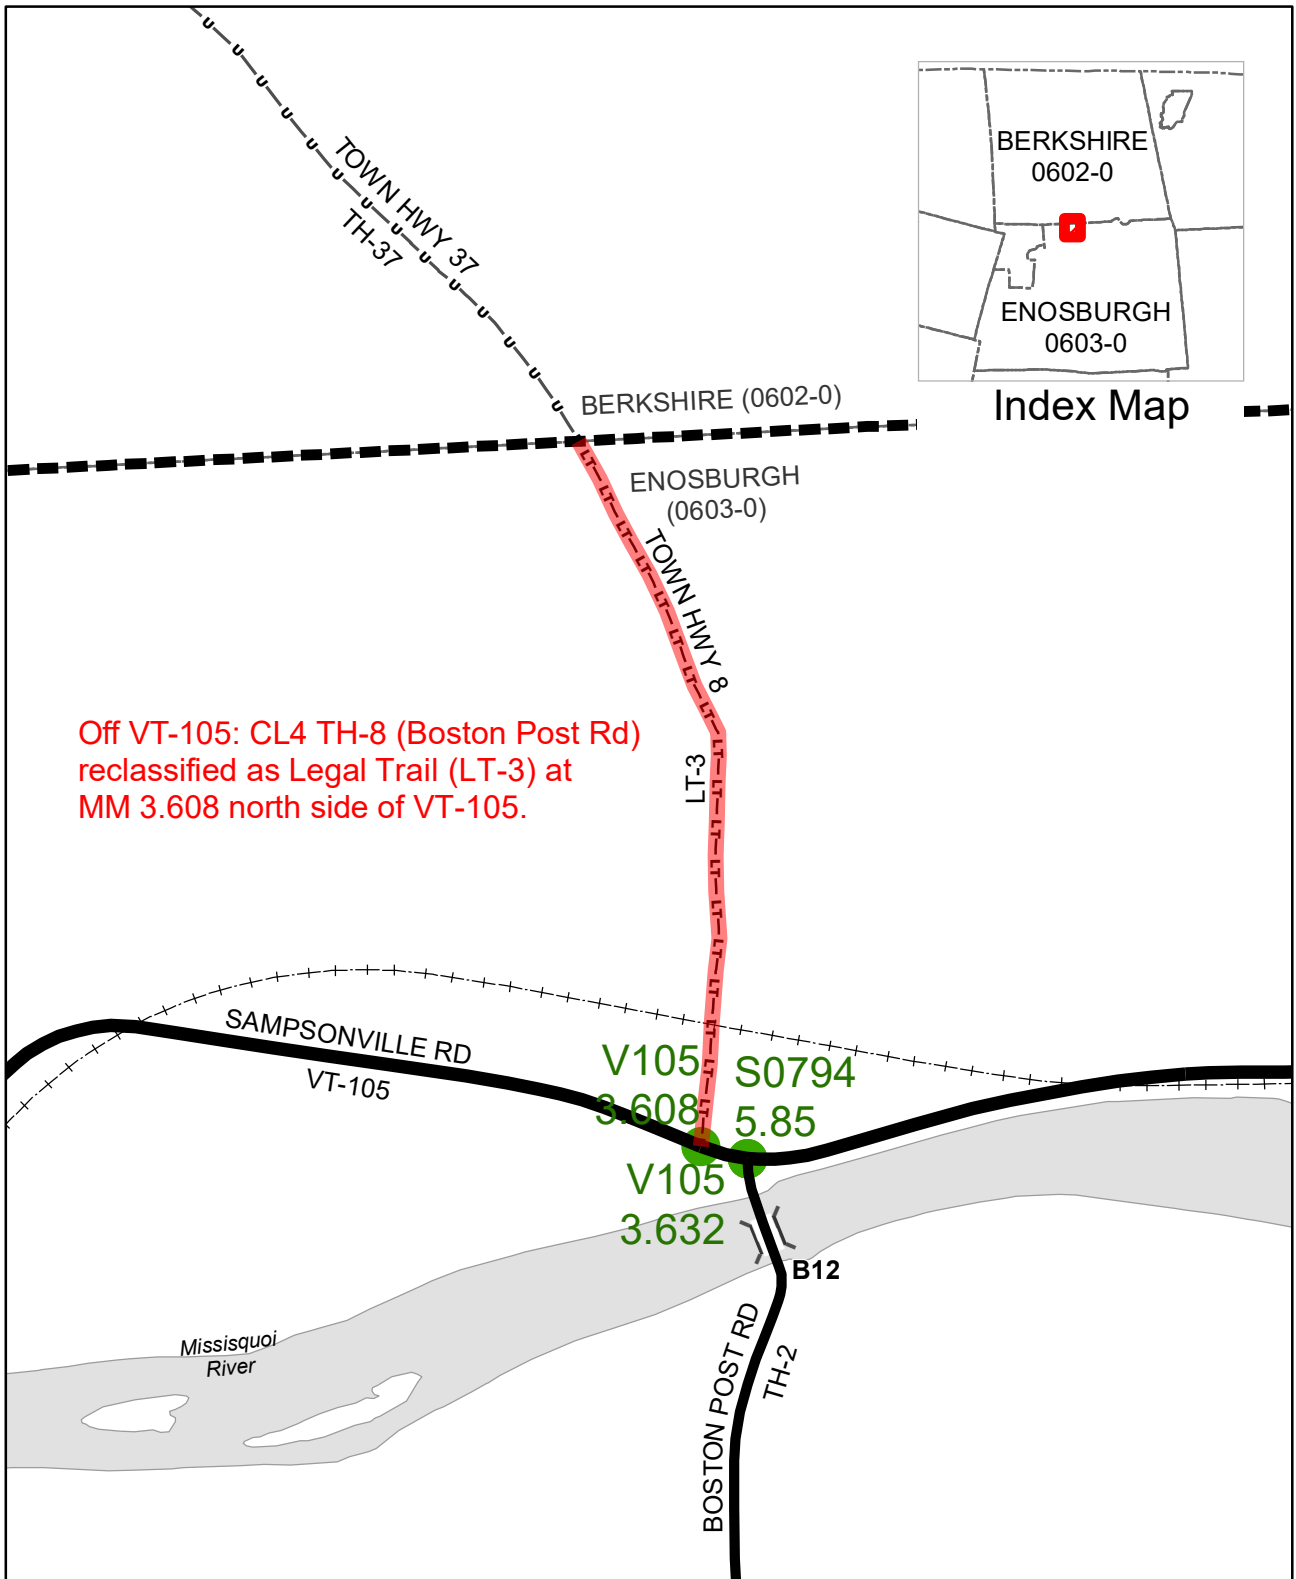 TOWN HWY 37
TH-37
BERKSHIRE
0602-0
ENOSBURGH
0603-0
Index Map
BERKSHIRE (0602-0)
ENOSBURGH
(0603-0)
TOWN HWY 8
LT-3
Off VT-105: CL4 TH-8 (Boston Post Rd)
reclassified as Legal Trail (LT-3) at
MM 3.608 north side of VT-105.
SAMPSONVILLE RD
VT-105
V105
3.608
S0794
5.85
V105
3.632
B12
Missisquoi
River
BOSTON POST RD
TH-2